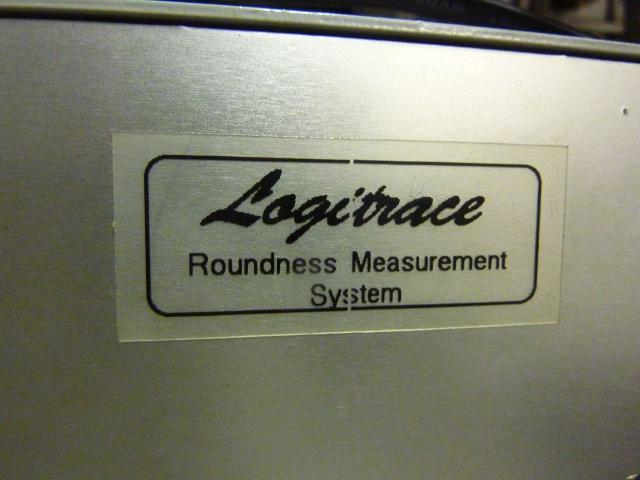 Logitrace
Roundness Measurement
System